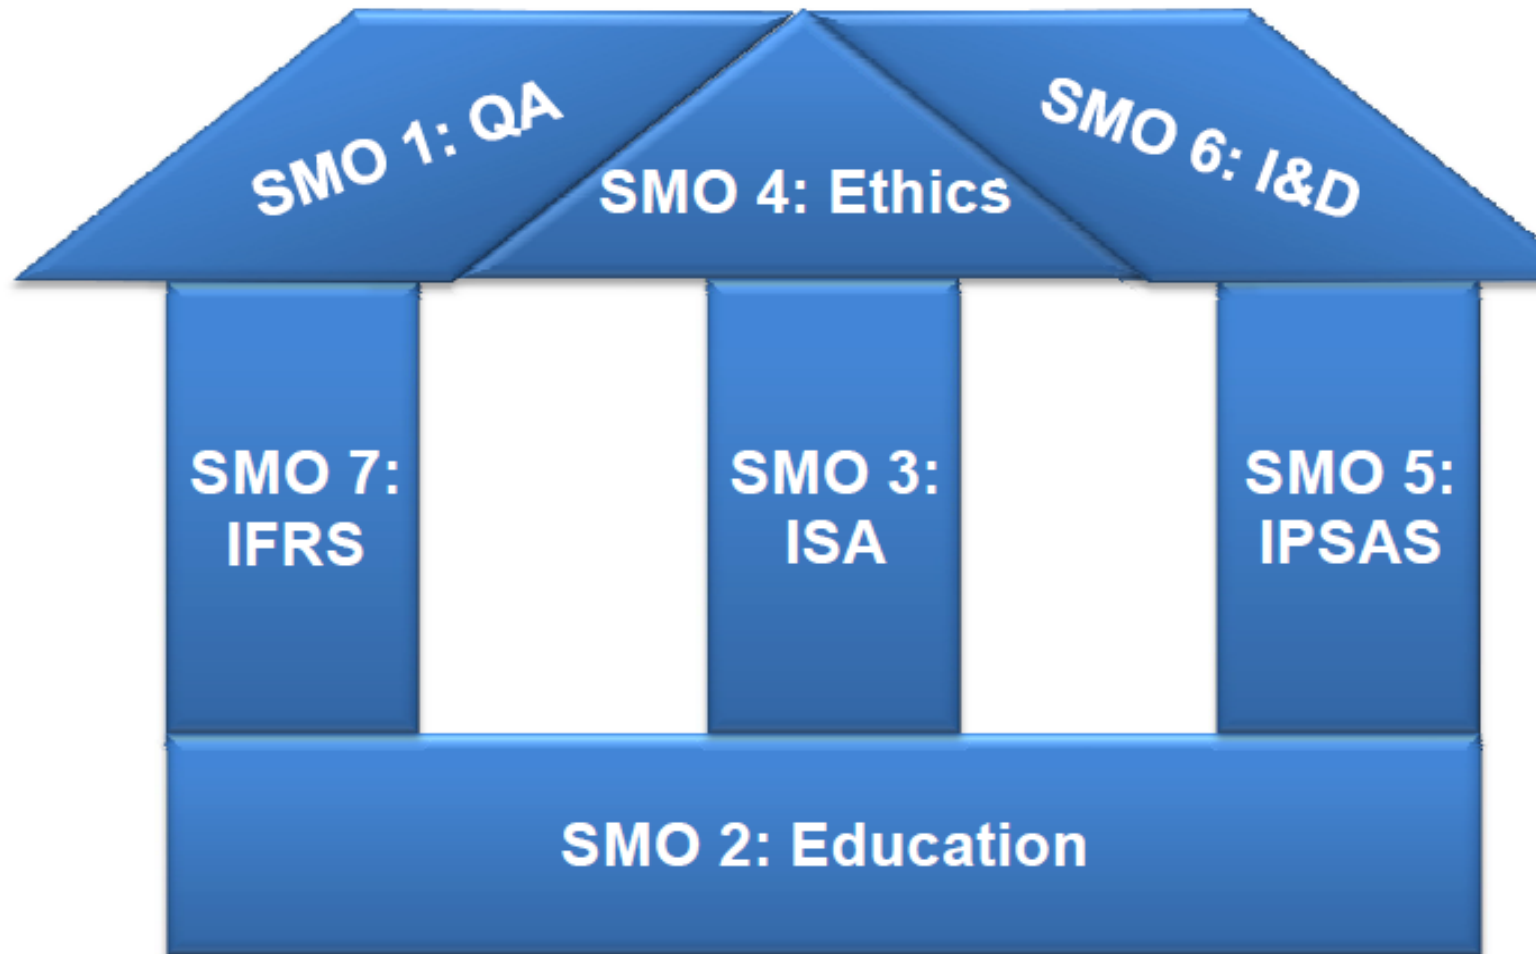 SMO 1: QA
SMO 4: Ethics
SMO 6: I&D
SMO 7:
IFRS
SMO 3:
ISA
SMO 5:
IPSAS
SMO 2: Education